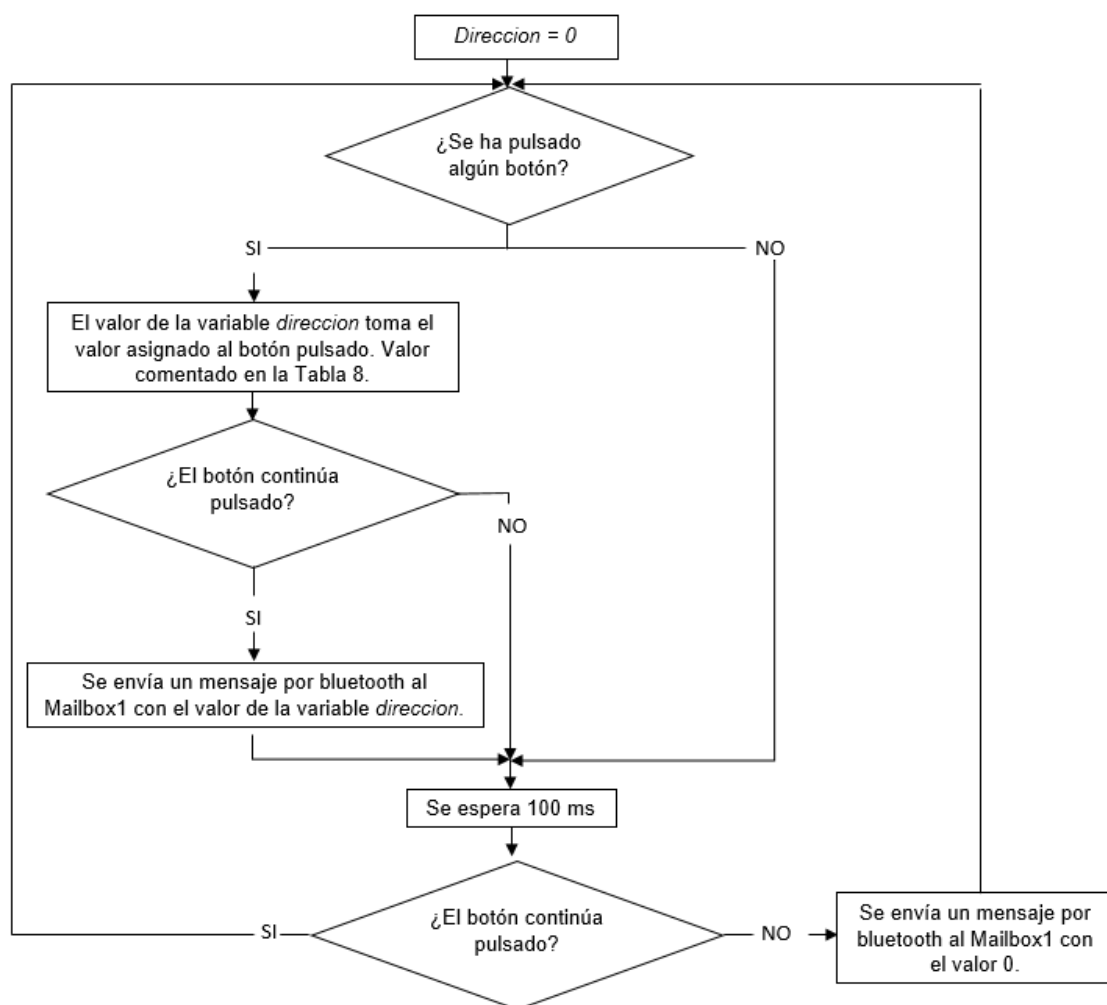 Direccion = 0
¿Se ha pulsado
algún botón?
SI
NO
El valor de la variable direccion toma el
valor asignado al botón pulsado. Valor
comentado en la Tabla 8.
¿El botón continúa
pulsado?
NO
SI
Se envía un mensaje por bluetooth al
Mailbox1 con el valor de la variable direccion.
Se espera 100 ms
¿El botón continúa
pulsado?
SI
NO
Se envía un mensaje por
bluetooth al Mailbox1 con
el valor 0.